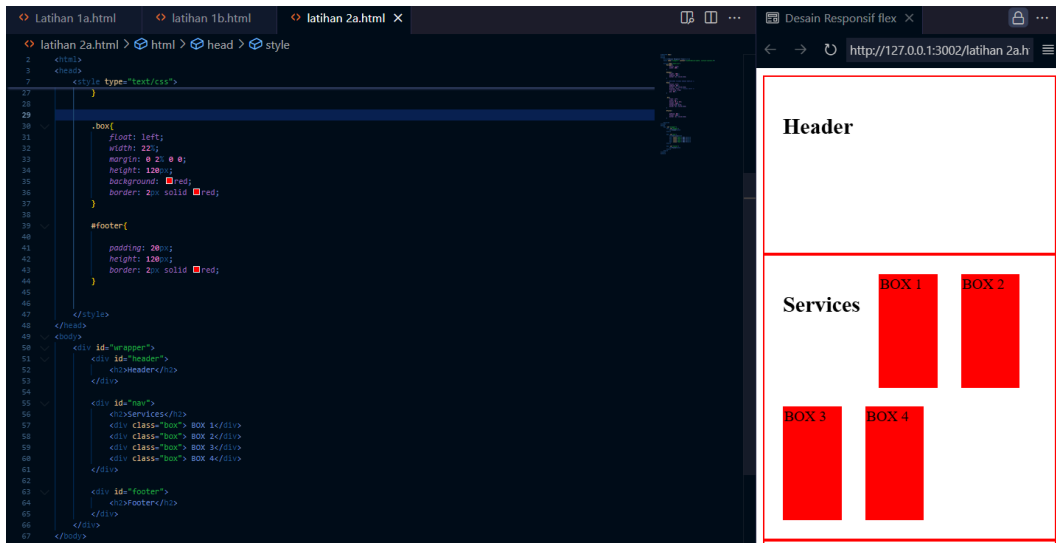 Latihan 1a.html
latihan 1b.html
latihan 2a.html
latihan 2a.html > html > head > style
2 <html>
3 <head>
7 <style type="text/css">
27 }
28
29
30 .box{
31 float: left;
32 width: 22%;
33 margin: 0 2% 0 0;
34 height: 120px;
35 background: red;
36 border: 2px solid red;
37 }
38
39 #footer{
40
41 padding: 20px;
42 height: 120px;
43 border: 2px solid red;
44 }
45
46
47 </style>
48 </head>
49 <body>
50 <div id="wrapper">
51 <div id="header">
52 <h2>Header</h2>
53 </div>
54
55 <div id="nav">
56 <h2>Services</h2>
57 <div class="box"> BOX 1</div>
58 <div class="box"> BOX 2</div>
59 <div class="box"> BOX 3</div>
60 <div class="box"> BOX 4</div>
61 </div>
62
63 <div id="footer">
64 <h2>Footer</h2>
65 </div>
66 </div>
67 </body>
Desain Responsif flex
http://127.0.0.1:3002/latihan 2a.h
Header
Services
BOX 1
BOX 2
BOX 3
BOX 4